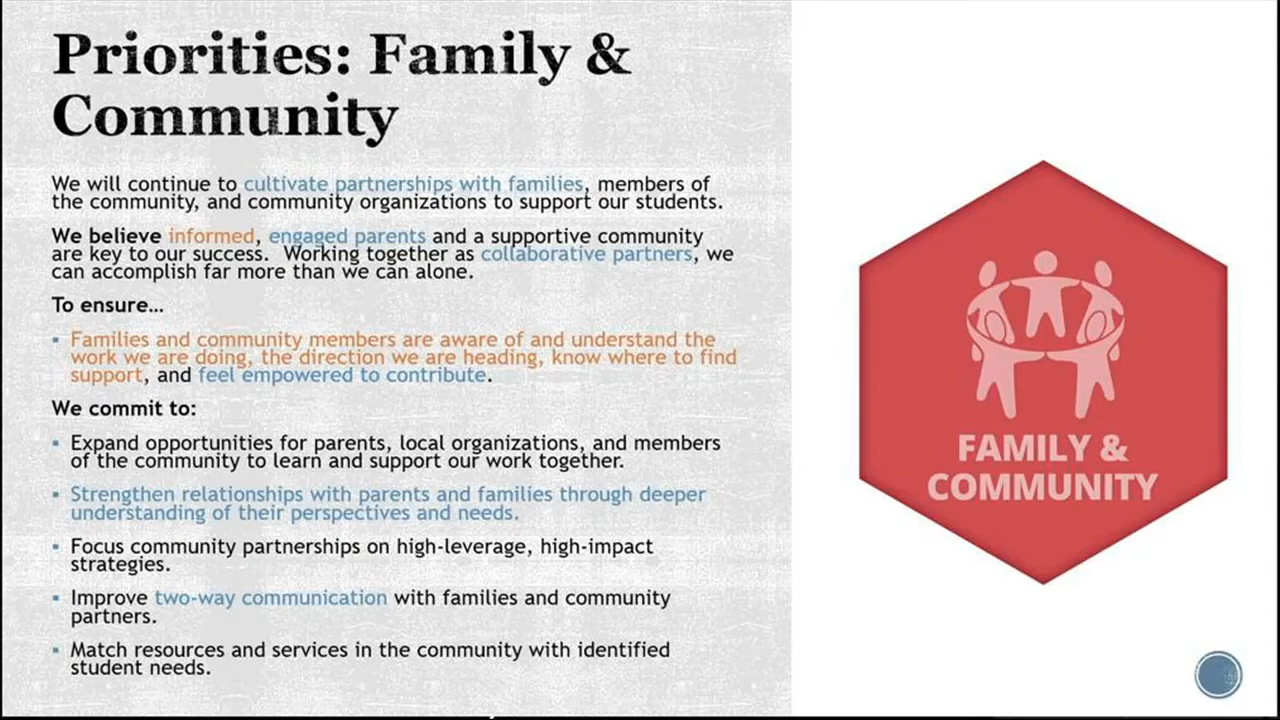 Priorities: Family &
Community
We will continue to cultivate partnerships with families, members of
the community, and community organizations to support our students.
We believe informed, engaged parents and a supportive community
are key to our success. Working together as collaborative partners, we
can accomplish far more than we can alone.
To ensure…
▪ Families and community members are aware of and understand the
work we are doing, the direction we are heading, know where to find
support, and feel empowered to contribute.
We commit to:
▪ Expand opportunities for parents, local organizations, and members
of the community to learn and support our work together.
▪ Strengthen relationships with parents and families through deeper
understanding of their perspectives and needs.
▪ Focus community partnerships on high-leverage, high-impact
strategies.
▪ Improve two-way communication with families and community
partners.
▪ Match resources and services in the community with identified
student needs.
FAMILY &
COMMUNITY